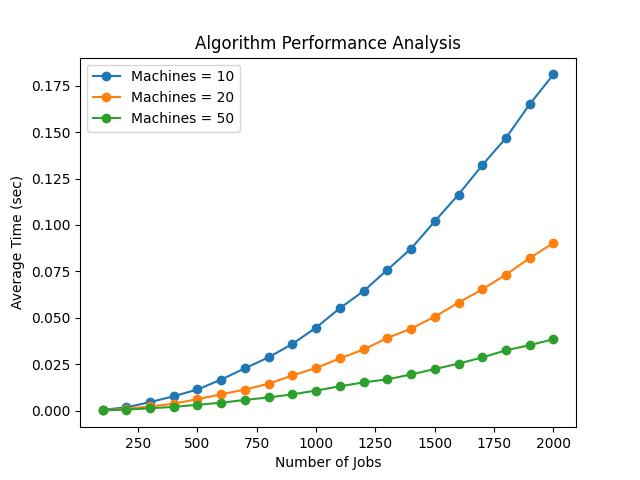 Algorithm Performance Analysis
Machines = 10
Machines = 20
Machines = 50
Average Time (sec)
0.175
0.150
0.125
0.100
0.075
0.050
0.025
0.000
250 500 750 1000 1250 1500 1750 2000
Number of Jobs